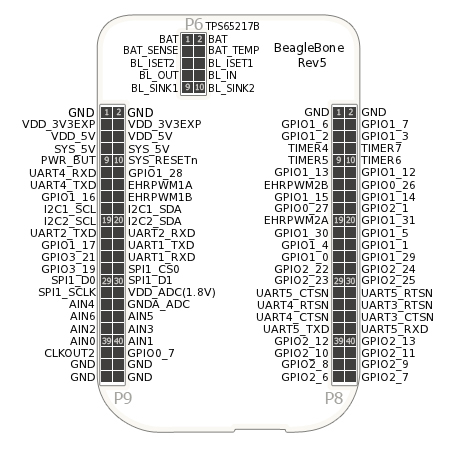 P6 TPS65217B
BAT 1 2 BAT
BAT_SENSE BAT_TEMP
BL_ISET2 BL_ISET1
BL_OUT BL_IN
BL_SINK1 9 10 BL_SINK2
BeagleBone
Rev5
GND 1 2 GND
VDD_3V3EXP VDD_3V3EXP
VDD_5V VDD_5V
SYS_5V SYS_5V
PWR_BUT 9 10 SYS_RESETn
UART4_RXD GPIO1_28
UART4_TXD EHRPWM1A
GPIO1_16 EHRPWM1B
I2C1_SCL I2C1_SDA
I2C2_SCL 19 20 I2C2_SDA
UART2_TXD UART2_RXD
GPIO1_17 UART1_TXD
GPIO3_21 UART1_RXD
GPIO3_19 SPI1_CS0
SPI1_D0 29 30 SPI1_D1
SPI1_SCLK VDD_ADC(1.8V)
AIN4 GNDA_ADC
AIN6 AIN5
AIN2 AIN3
AIN0 39 40 AIN1
CLKOUT2 GPIO0_7
GND GND
GND GND
P9
GND 1 2 GND
GPIO1_6 GPIO1_7
GPIO1_2 GPIO1_3
TIMER4 TIMER7
TIMER5 9 10 TIMER6
GPIO1_13 GPIO1_12
EHRPWM2B GPIO0_26
GPIO1_15 GPIO1_14
GPIO0_27 GPIO2_1
EHRPWM2A 19 20 GPIO1_31
GPIO1_30 GPIO1_5
GPIO1_4 GPIO1_1
GPIO1_0 GPIO1_29
GPIO2_22 GPIO2_24
GPIO2_23 29 30 GPIO2_25
UART5_CTSN UART5_RTSN
UART4_RTSN UART3_RTSN
UART4_CTSN UART3_CTSN
UART5_TXD UART5_RXD
GPIO2_12 39 40 GPIO2_13
GPIO2_10 GPIO2_11
GPIO2_8 GPIO2_9
GPIO2_6 GPIO2_7
P8